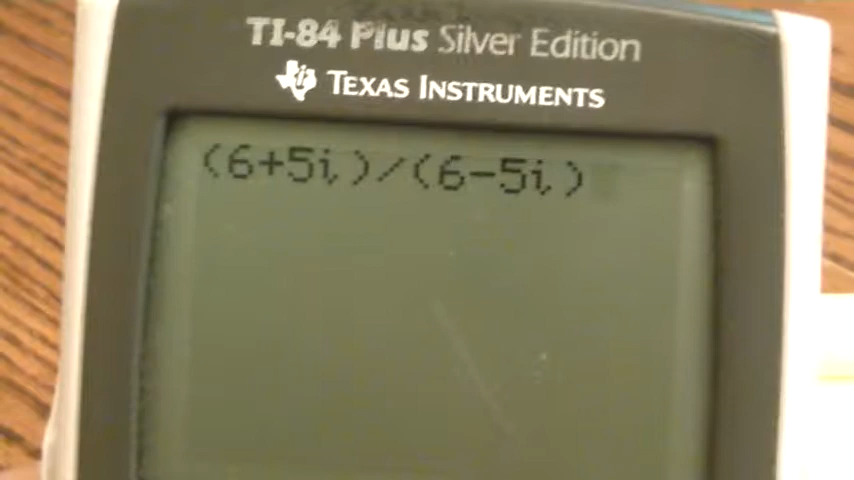 TI-84 Plus Silver Edition
TEXAS INSTRUMENTS
(6+5i)/(6-5i)